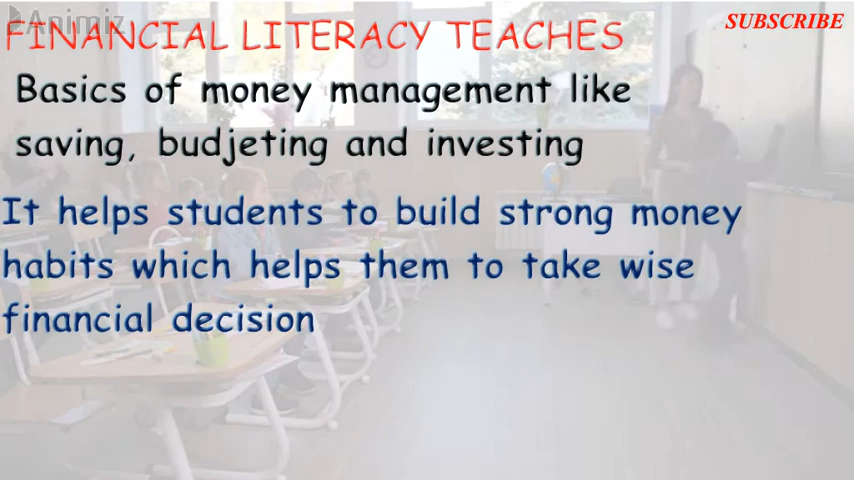 Animiz
SUBSCRIBE
FINANCIAL LITERACY TEACHES
Basics of money management like
saving, budjeting and investing
It helps students to build strong money
habits which helps them to take wise
financial decision